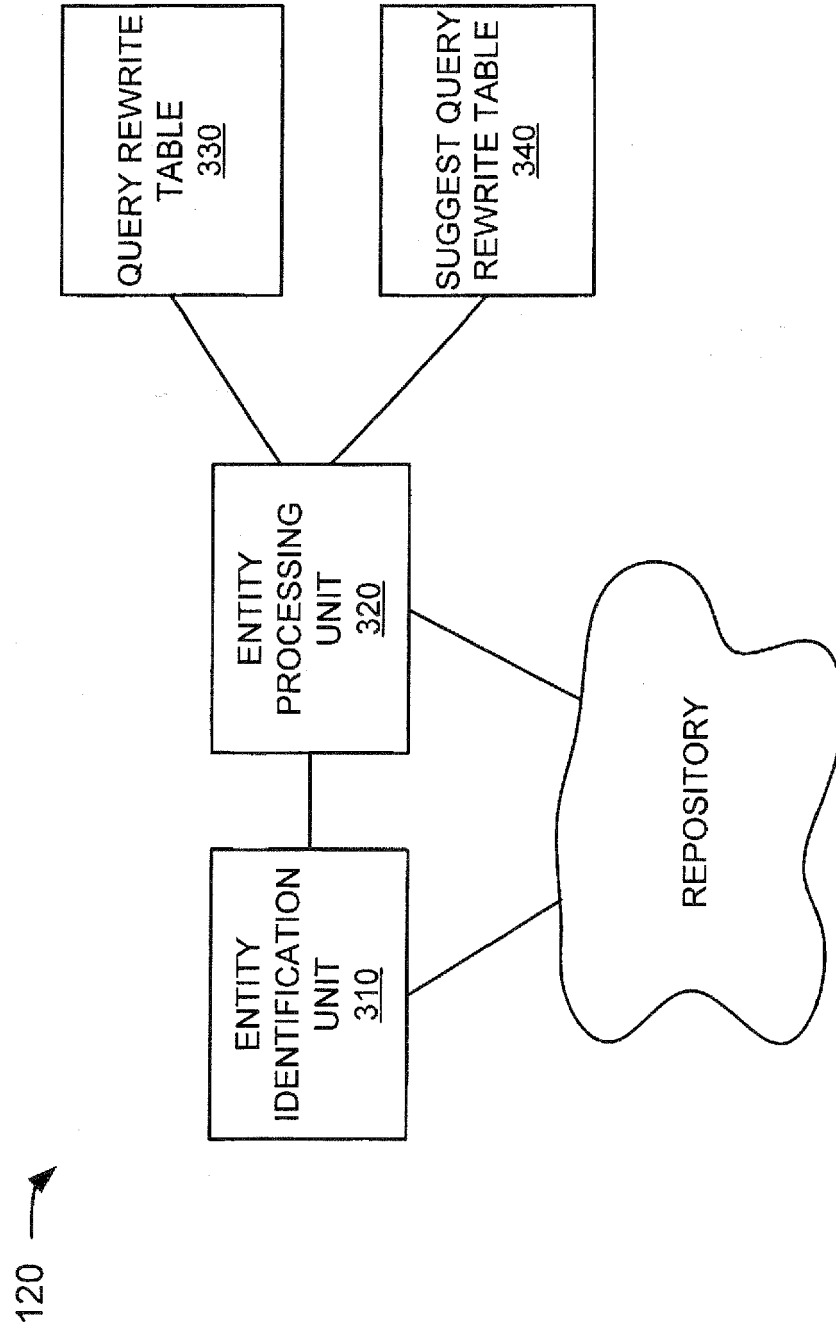 120
ENTITY
IDENTIFICATION
UNIT
310
ENTITY
PROCESSING
UNIT
320
QUERY REWRITE
TABLE
330
SUGGEST QUERY
REWRITE TABLE
340
REPOSITORY